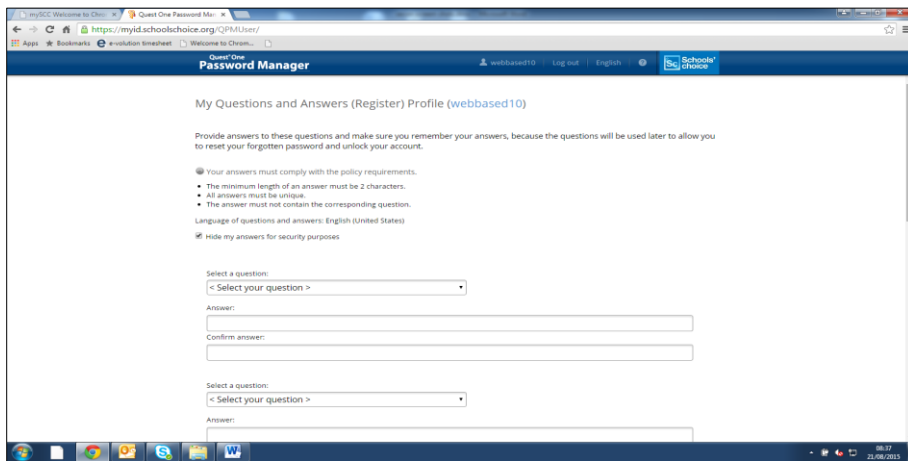 mySCC Welcome to Chro
Quest One Password Man
https://myid.schoolschoice.org/QPMUser/
Apps Bookmarks e-volution timesheet Welcome to Chrom...
Quest One
Password Manager
webbased10 Log out English
Sc Schools' choice
My Questions and Answers (Register) Profile (webbased10)
Provide answers to these questions and make sure you remember your answers, because the questions will be used later to allow you
to reset your forgotten password and unlock your account.
Your answers must comply with the policy requirements.
• The minimum length of an answer must be 2 characters.
• All answers must be unique.
• The answer must not contain the corresponding question.
Language of questions and answers: English (United States)
Hide my answers for security purposes
Select a question:
< Select your question >
Answer:
Confirm answer:
Select a question:
< Select your question >
Answer:
08:37
21/08/2015